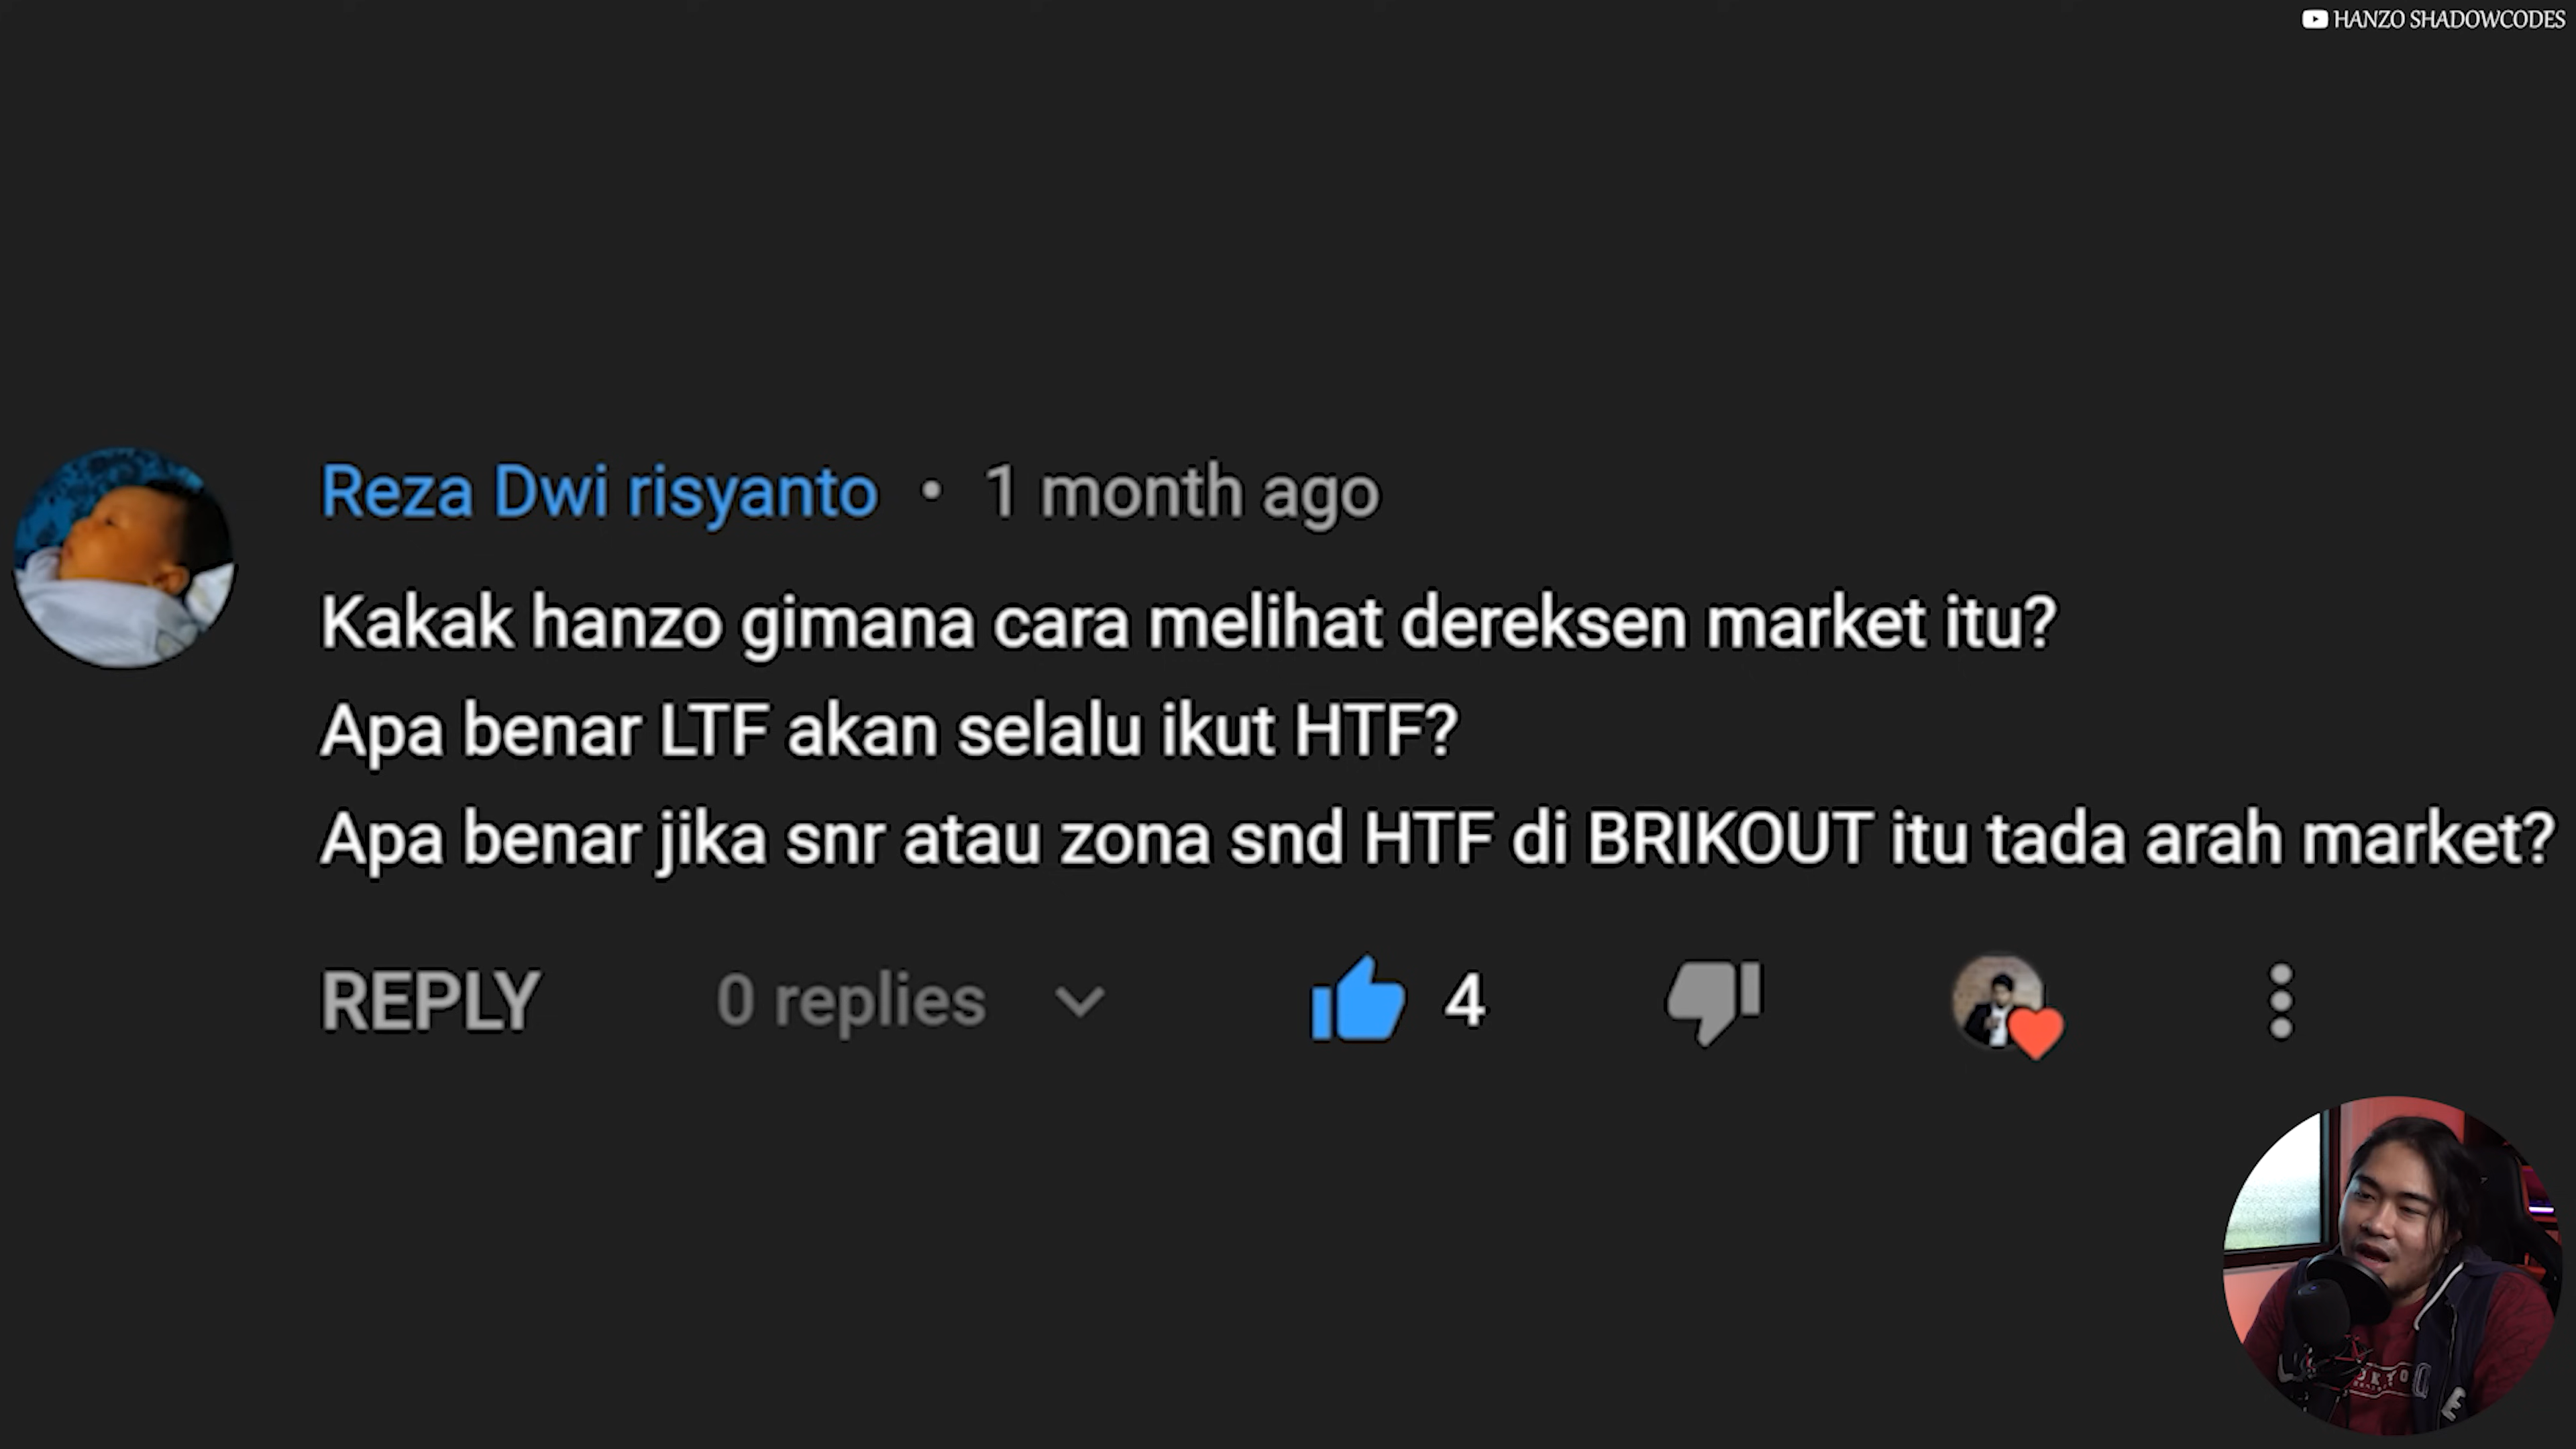 HANZO SHADOWCODES
Reza Dwi risyanto • 1 month ago
Kakak hanzo gimana cara melihat dereksen market itu?
Apa benar LTF akan selalu ikut HTF?
Apa benar jika snr atau zona snd HTF di BRIKOUT itu tada arah market?
REPLY 0 replies 4